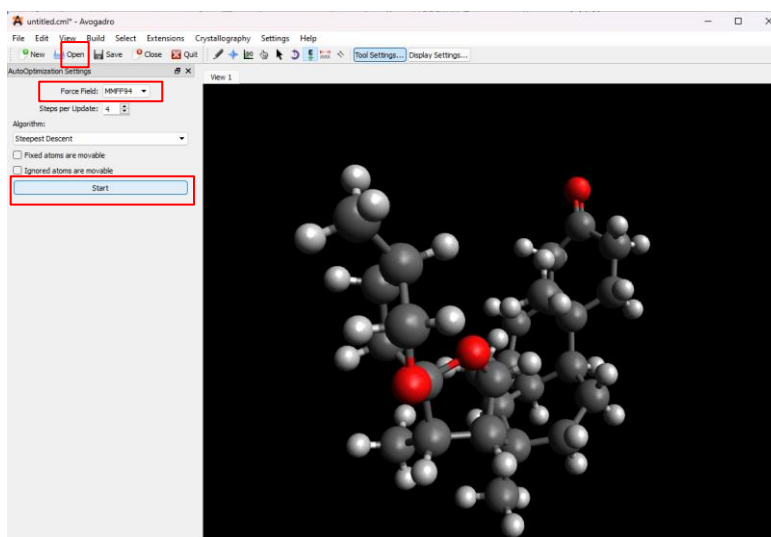 untitled.cml* - Avogadro
File Edit View Build Select Extensions Crystallography Settings Help
New Open Save Close Quit Tool Settings... Display Settings...
AutoOptimization Settings
View 1
Force Field: MMFF94
Steps per Update: 4
Algorithm:
Steepest Descent
Fixed atoms are movable
Ignored atoms are movable
Start